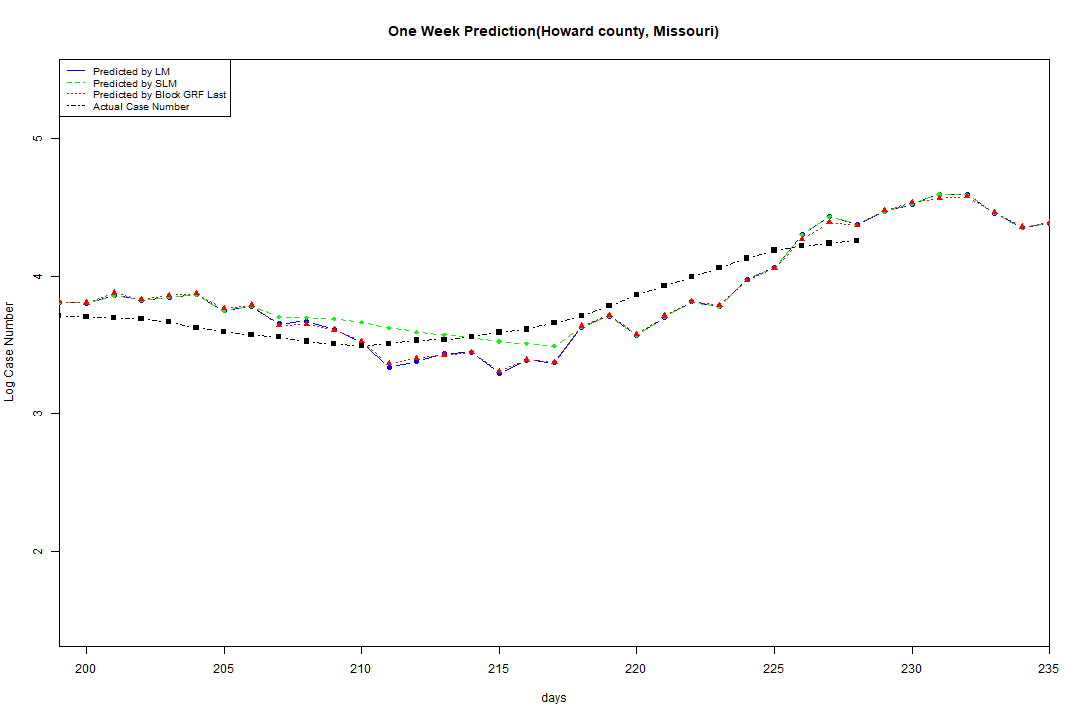 One Week Prediction(Howard county, Missouri)
Predicted by LM
Predicted by SLM
Predicted by Block GRF Last
Actual Case Number
5
4
3
2
Log Case Number
200 205 210 215 220 225 230 235
days